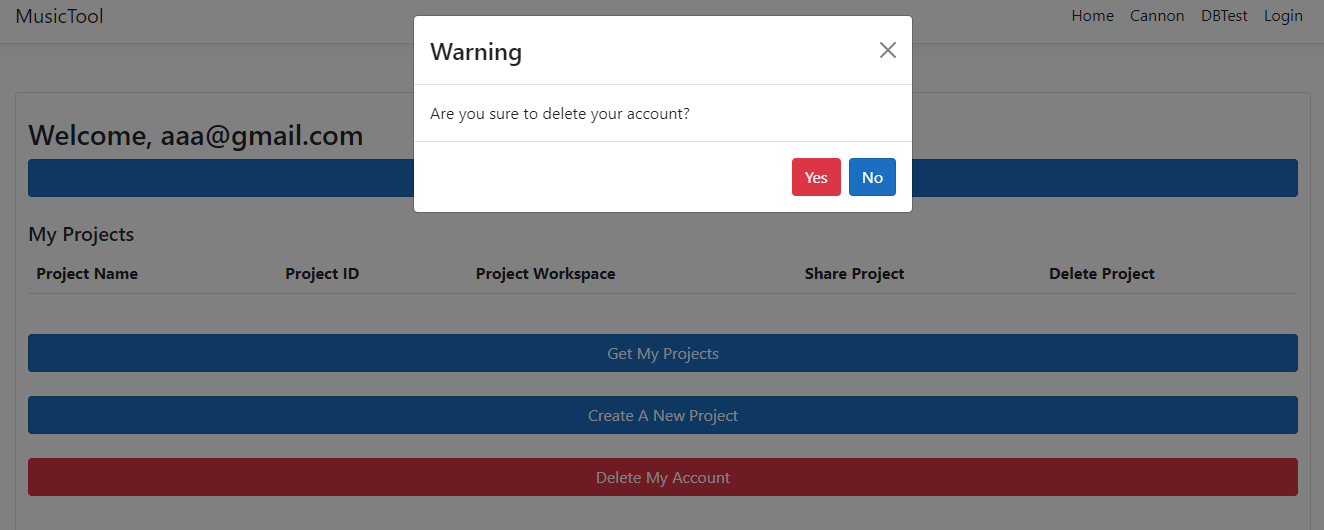 MusicTool Home Cannon DBTest Login
Warning
Are you sure to delete your account?
Yes No
Welcome, aaa@gmail.com
My Projects
Project Name Project ID Project Workspace Share Project Delete Project
Get My Projects
Create A New Project
Delete My Account